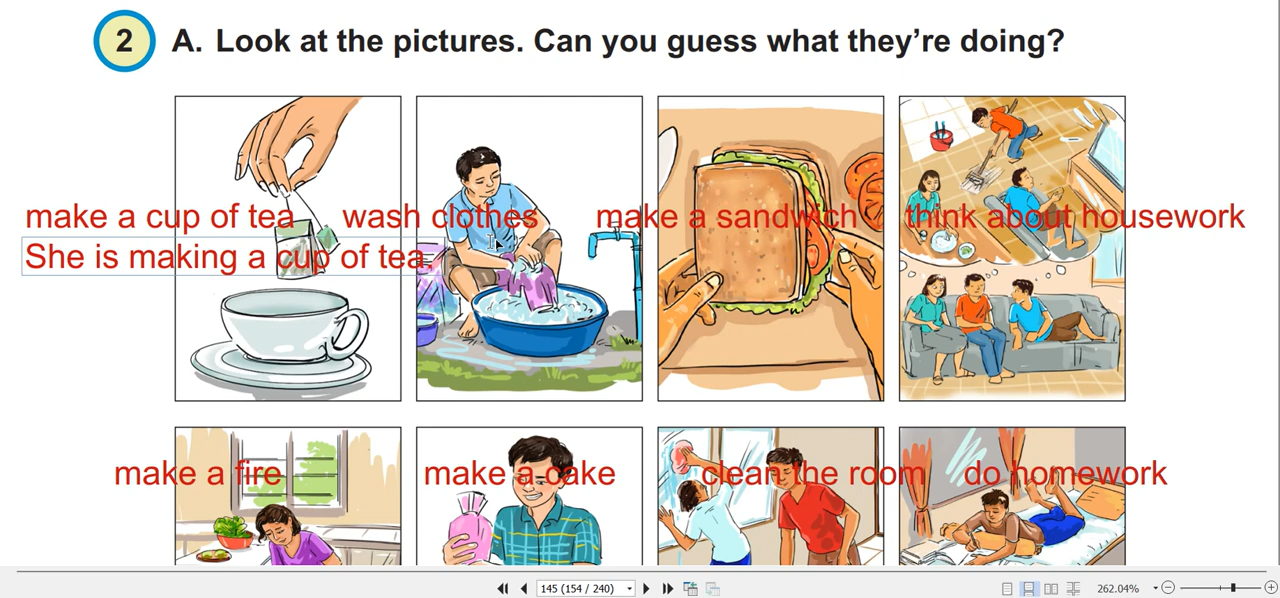 2 A. Look at the pictures. Can you guess what they’re doing?
make a cup of tea wash clothes make a sandwich think about housework
She is making a cup of tea
make a fire make a cake clean the room do homework
145 (154 / 240) 262.04%